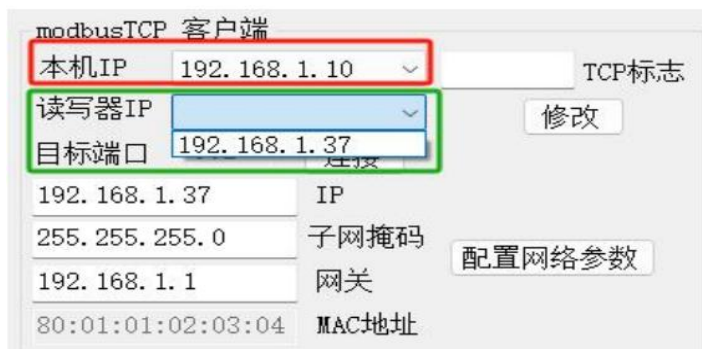 modbusTCP 客户端
本机IP 192.168.1.10 TCP标志
读写器IP 修改
192.168.1.37
目标端口 连接
192.168.1.37 IP
255.255.255.0 子网掩码
配置网络参数
192.168.1.1 网关
80:01:01:02:03:04 MAC地址